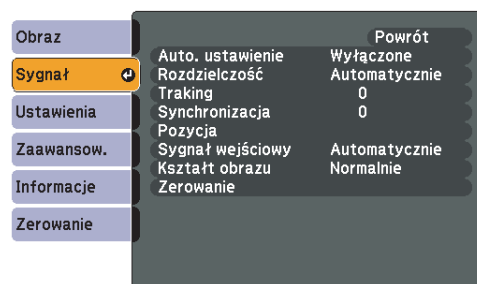 Obraz
Sygnał
Ustawienia
Zaawansow.
Informacje
Zerowanie
Powrót
Auto. ustawienie Wyłączone
Rozdzielczość Automatycznie
Traking 0
Synchronizacja 0
Pozycja
Sygnał wejściowy Automatycznie
Kształt obrazu Normalnie
Zerowanie